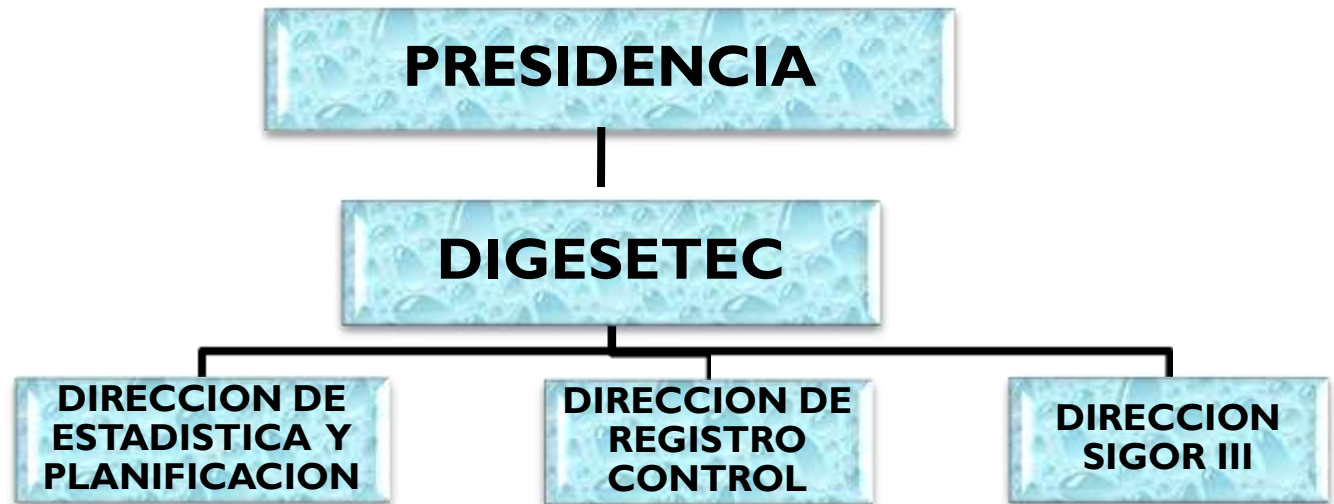 PRESIDENCIA
DIGESETEC
DIRECCION DE
ESTADISTICA Y
PLANIFICACION
DIRECCION DE
REGISTRO
CONTROL
DIRECCION
SIGOR III